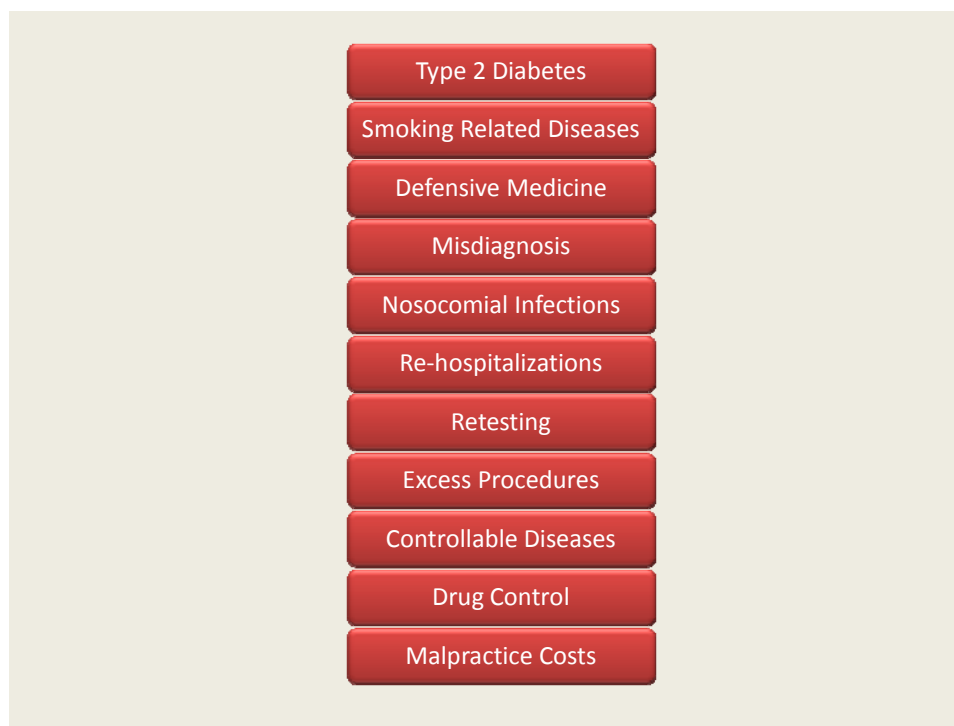 Type 2 Diabetes
Smoking Related Diseases
Defensive Medicine
Misdiagnosis
Nosocomial Infections
Re-hospitalizations
Retesting
Excess Procedures
Controllable Diseases
Drug Control
Malpractice Costs